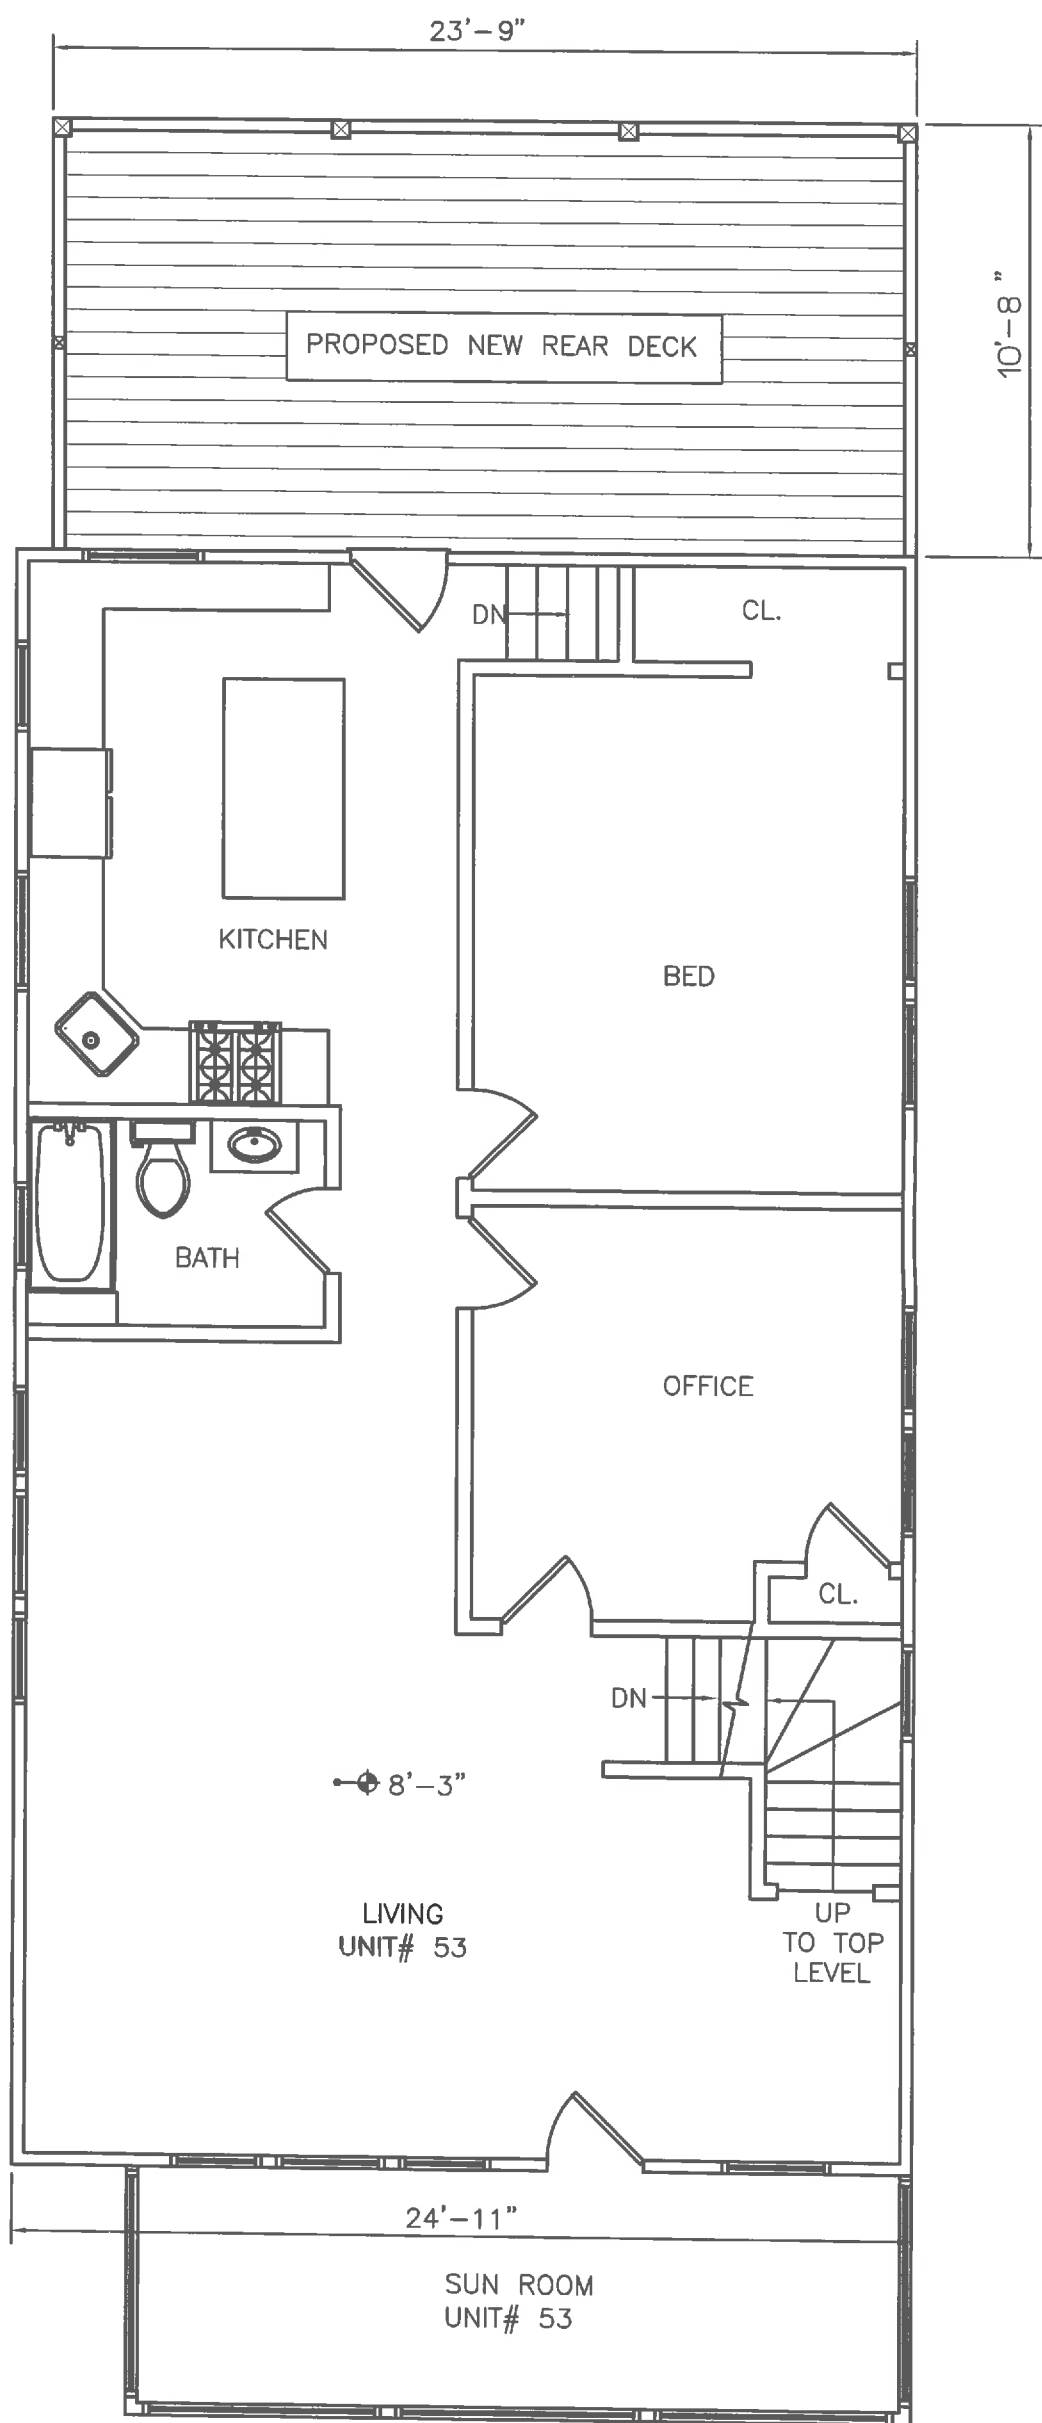 23'-9"
PROPOSED NEW REAR DECK
10'-8"
DN
CL.
KITCHEN
BED
BATH
OFFICE
CL.
DN
8'-3"
LIVING
UNIT# 53
UP
TO TOP
LEVEL
24'-11"
SUN ROOM
UNIT# 53